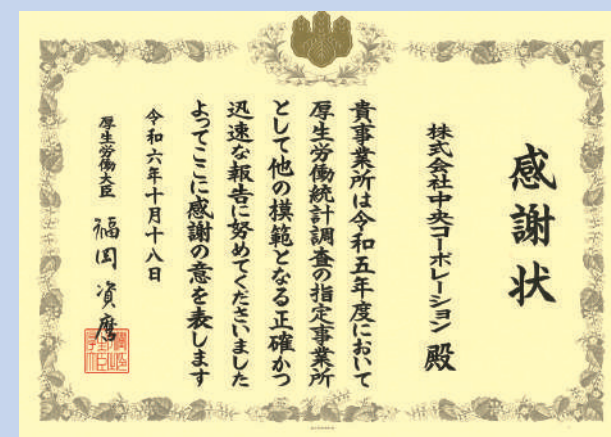 感謝状
株式会社中央コーポレーション 殿
貴事業所は令和五年度において
厚生労働統計調査の指定事業所
として他の模範となる正確かつ
迅速な報告に努めてくださいました
よってここに感謝の意を表します
令和六年十月十八日
厚生労働大臣 福岡資麿